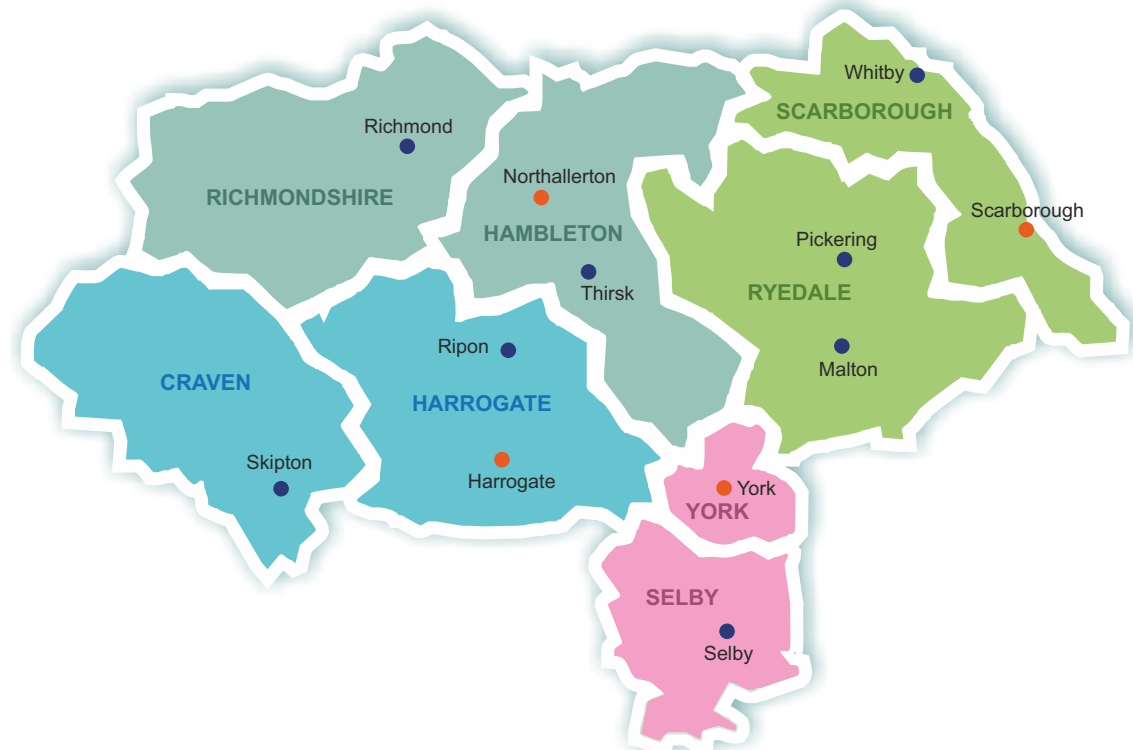 Whitby
SCARBOROUGH
Richmond
Northallerton
RICHMONDSHIRE
Scarborough
HAMBLETON
Pickering
Thirsk
RYEDALE
Ripon
Malton
CRAVEN
HARROGATE
Skipton
Harrogate
York
YORK
SELBY
Selby